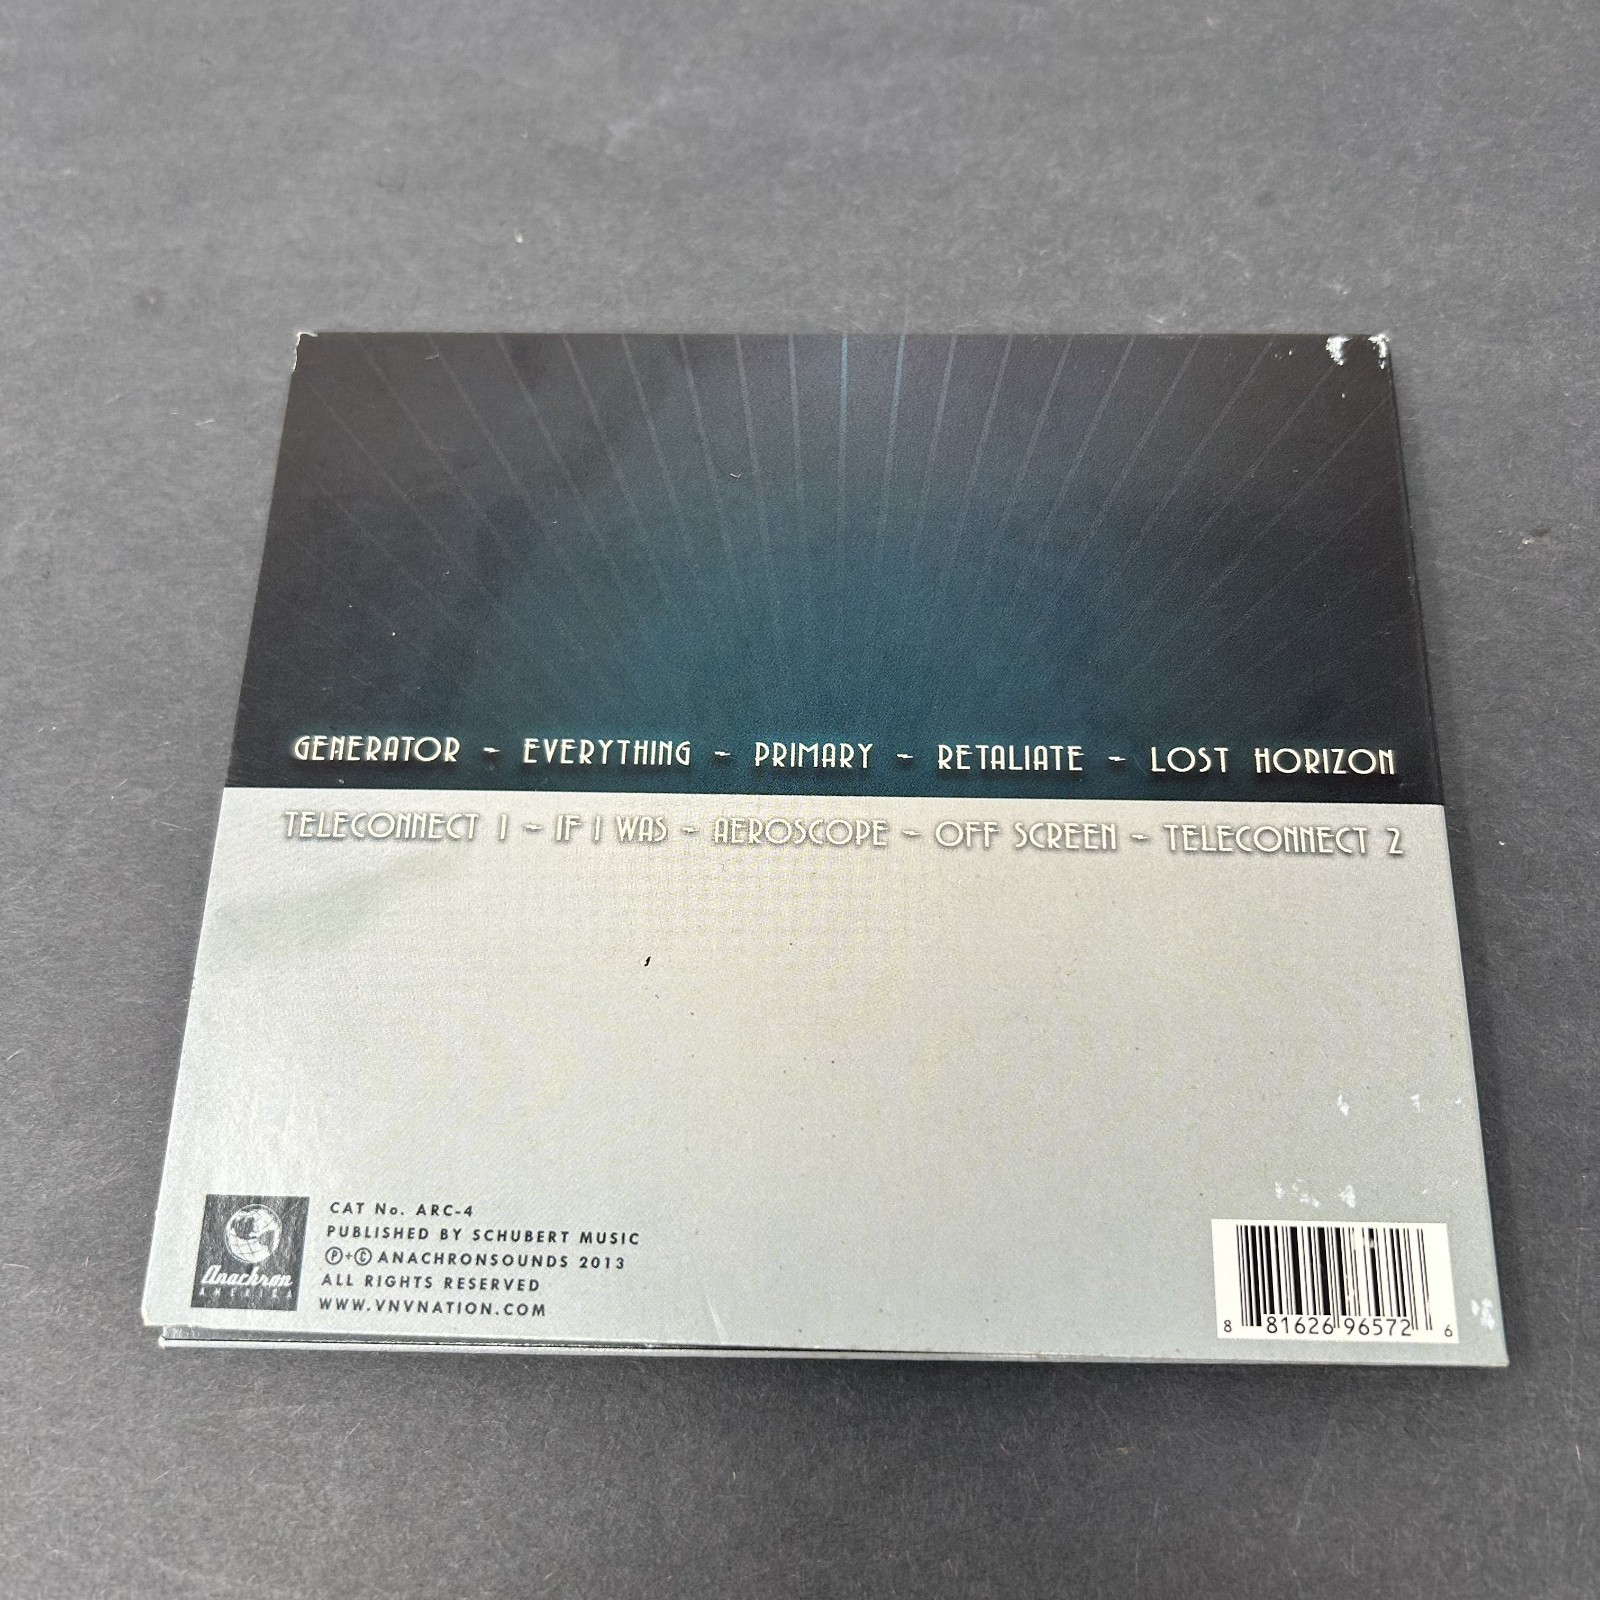 GENERATOR – EVERYTHING – PRIMARY – RETALIATE – LOST HORIZON
TELECONNECT 1 – IF I WAS – AEROSCOPE – OFF SCREEN – TELECONNECT 2
Anachron
AMERICA
CAT No. ARC-4
PUBLISHED BY SCHUBERT MUSIC
Ⓟ+© ANACHRONSOUNDS 2013
ALL RIGHTS RESERVED
WWW.VNVNATION.COM
8 81626 96572 6